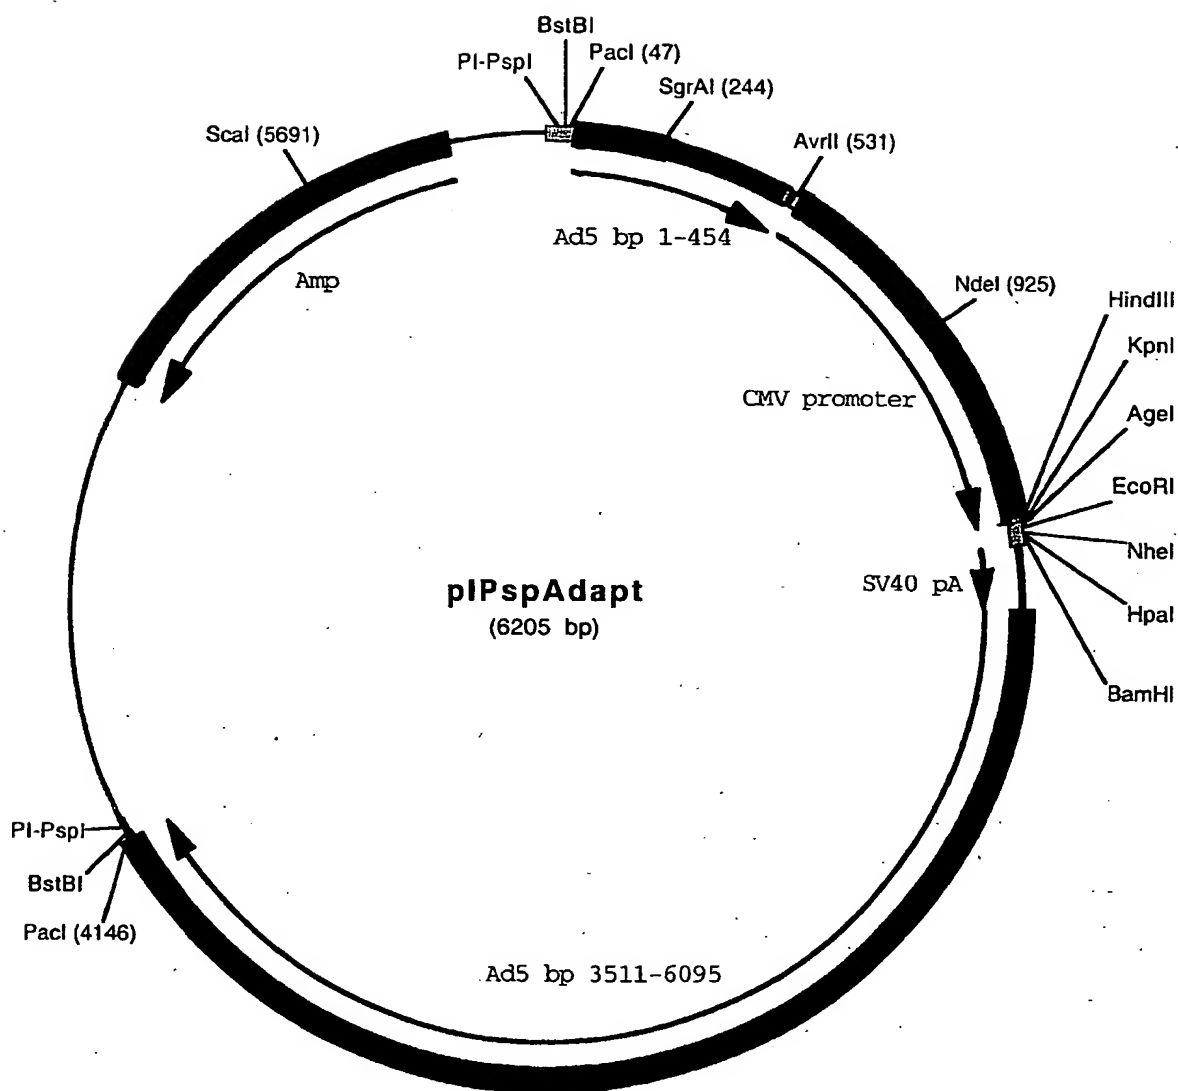 BstBI
PI-PspI
PacI (47)
SgrAI (244)
ScaI (5691)
AvrII (531)
Ad5 bp 1-454
Amp
NdeI (925)
HindIII
KpnI
CMV promoter
AgeI
EcoRI
NheI
SV40 pA
pIPspAdapt
(6205 bp)
HpaI
BamHI
PI-PspI
BstBI
PacI (4146)
Ad5 bp 3511-6095